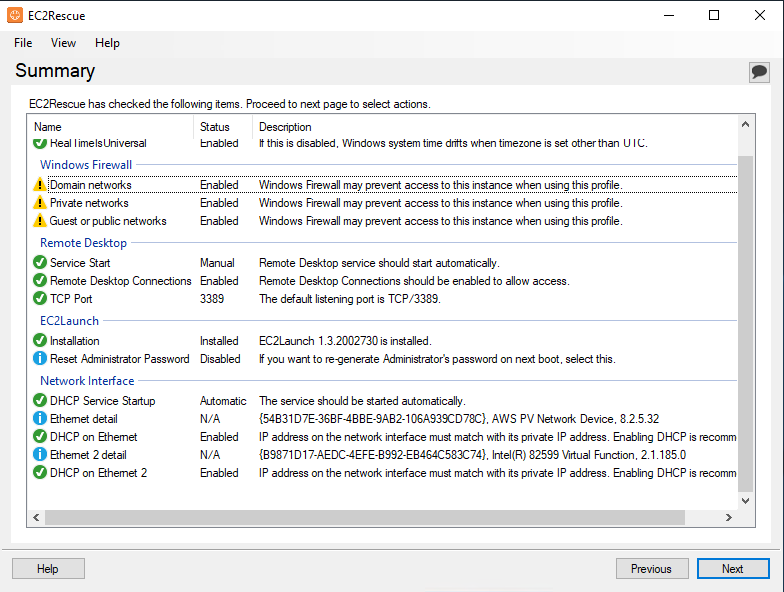 EC2Rescue
File View Help
Summary
EC2Rescue has checked the following items. Proceed to next page to select actions.
Name Status Description
RealTimeIsUniversal Enabled If this is disabled, Windows system time drifts when timezone is set other than UTC.
Windows Firewall
Domain networks Enabled Windows Firewall may prevent access to this instance when using this profile.
Private networks Enabled Windows Firewall may prevent access to this instance when using this profile.
Guest or public networks Enabled Windows Firewall may prevent access to this instance when using this profile.
Remote Desktop
Service Start Manual Remote Desktop service should start automatically.
Remote Desktop Connections Enabled Remote Desktop Connections should be enabled to allow access.
TCP Port 3389 The default listening port is TCP/3389.
EC2Launch
Installation Installed EC2Launch 1.3.2002730 is installed.
Reset Administrator Password Disabled If you want to re-generate Administrator's password on next boot, select this.
Network Interface
DHCP Service Startup Automatic The service should be started automatically.
Ethernet detail N/A {54B31D7E-36BF-4BBE-9AB2-106A939CD78C}, AWS PV Network Device, 8.2.5.32
DHCP on Ethernet Enabled IP address on the network interface must match with its private IP address. Enabling DHCP is recomm
Ethernet 2 detail N/A {B9871D17-AEDC-4EFE-B992-EB464C583C74}, Intel(R) 82599 Virtual Function, 2.1.185.0
DHCP on Ethernet 2 Enabled IP address on the network interface must match with its private IP address. Enabling DHCP is recomm
Help Previous Next